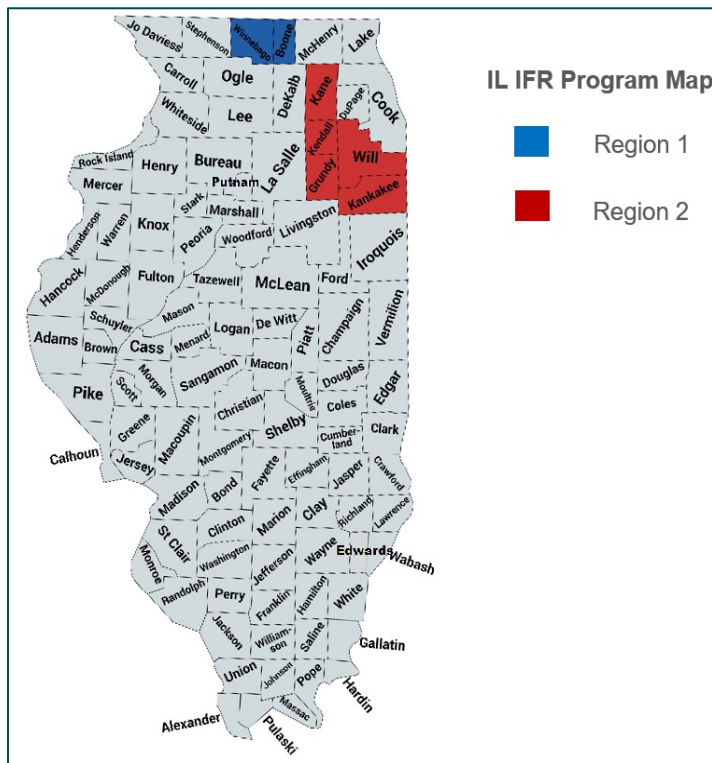 Jo Daviess
Stephenson
Winnebago
Boone
McHenry
Lake
Carroll
Ogle
DeKalb
Kane
DuPage
Cook
IL IFR Program Map
Region 1
Region 2
Whiteside
Lee
Kendall
Will
Rock Island
Henry
Bureau
La Salle
Grundy
Mercer
Putnam
Kankakee
Stark
Marshall
Henderson
Warren
Knox
Peoria
Woodford
Livingston
Iroquois
Hancock
McDonough
Fulton
Tazewell
McLean
Ford
Mason
Schuyler
Logan
De Witt
Piatt
Champaign
Vermilion
Adams
Brown
Cass
Menard
Macon
Sangamon
Douglas
Pike
Scott
Morgan
Christian
Moultrie
Coles
Edgar
Greene
Macoupin
Shelby
Cumber-
land
Clark
Calhoun
Jersey
Montgomery
Fayette
Effingham
Jasper
Crawford
Madison
Bond
Clay
Richland
Lawrence
Clinton
Marion
St Clair
Washington
Wayne
Edwards
Wabash
Monroe
Jefferson
Randolph
Perry
Franklin
Hamilton
White
Jackson
William-
son
Saline
Gallatin
Union
Johnson
Pope
Hardin
Alexander
Pulaski
Massac